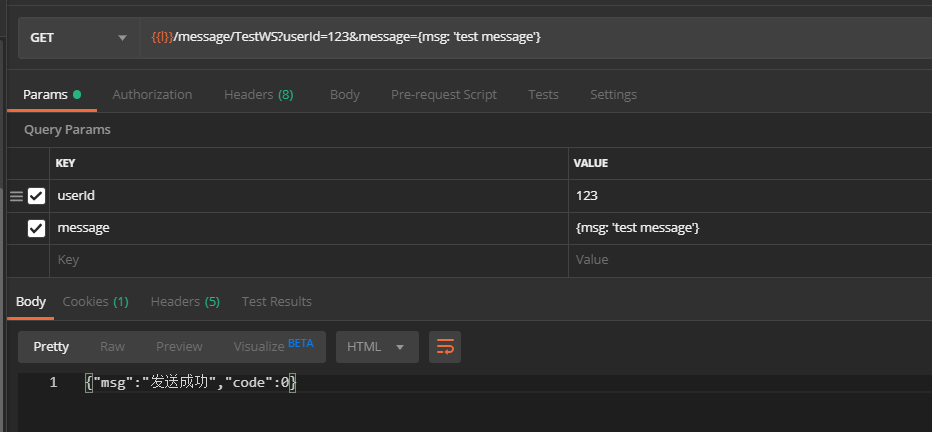 GET {{l}}/message/TestWS?userId=123&message={msg: 'test message'}
Params Authorization Headers (8) Body Pre-request Script Tests Settings
Query Params
KEY VALUE
userId 123
message {msg: 'test message'}
Key Value
Body Cookies (1) Headers (5) Test Results
Pretty Raw Preview Visualize BETA HTML
1 {"msg":"发送成功","code":0}